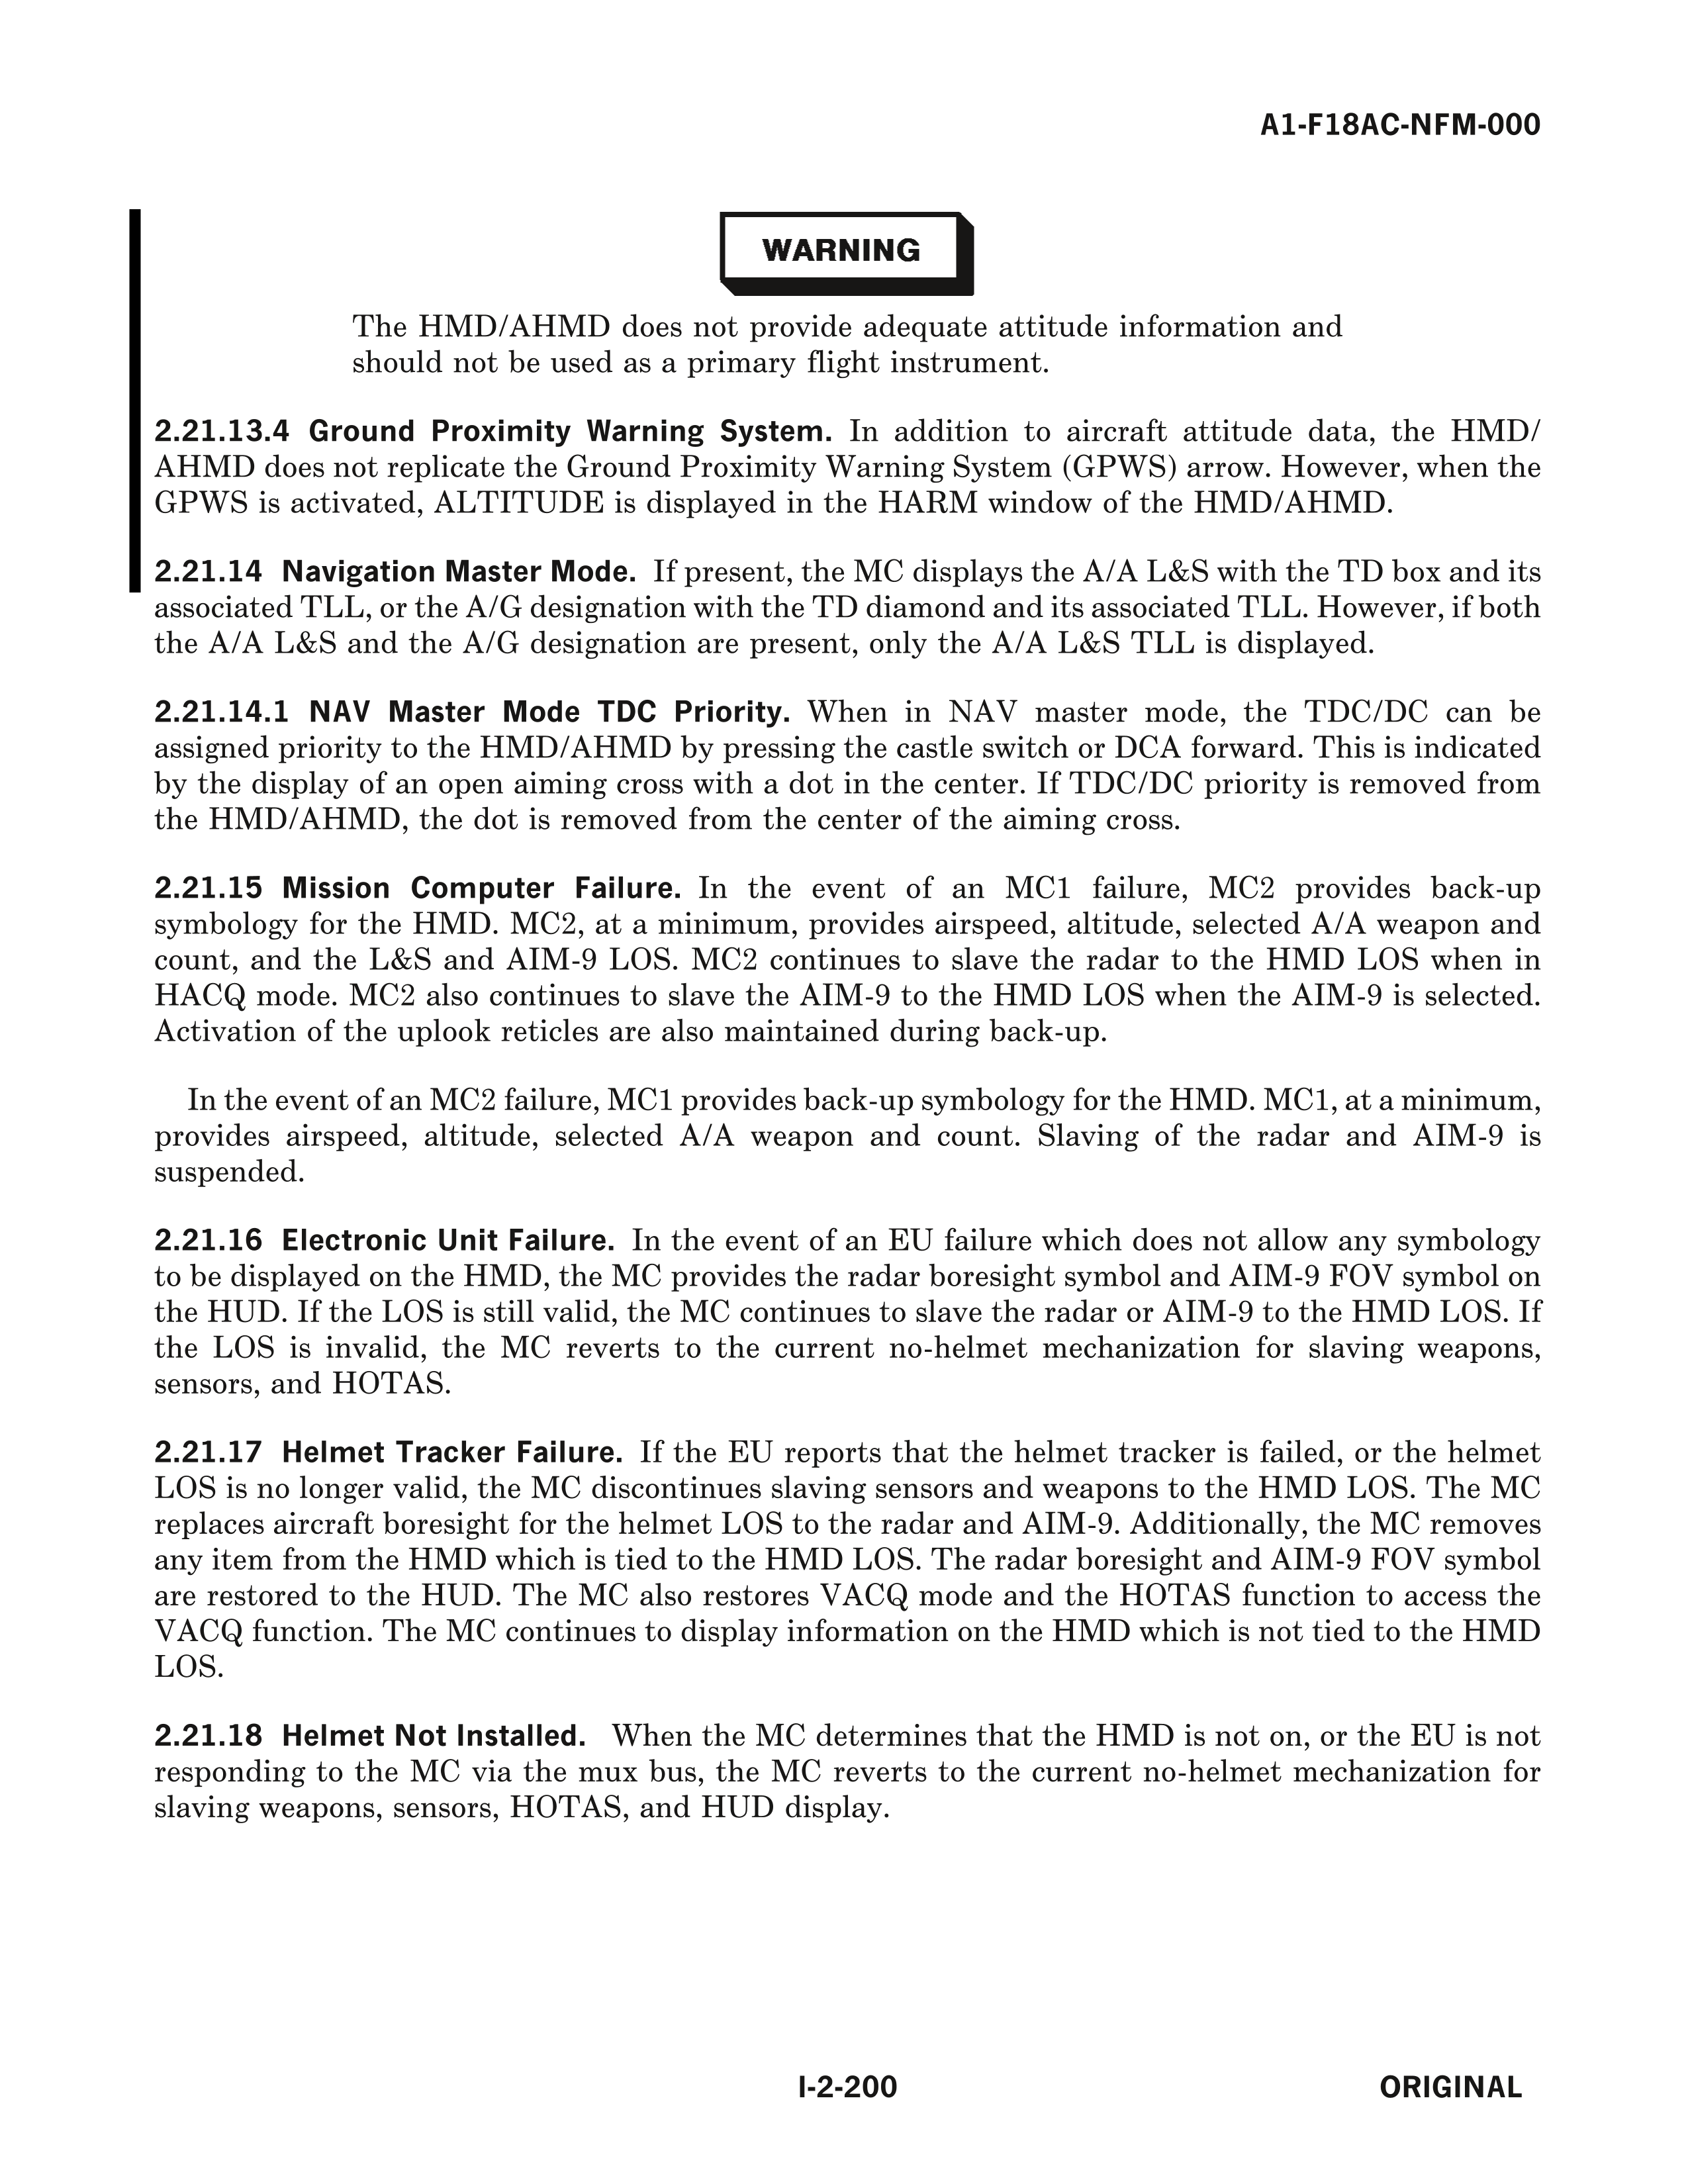 A1-F18AC-NFM-000
WARNING
The HMD/AHMD does not provide adequate attitude information and
should not be used as a primary flight instrument.
2.21.13.4 Ground Proximity Warning System. In addition to aircraft attitude data, the HMD/
AHMD does not replicate the Ground Proximity Warning System (GPWS) arrow. However, when the
GPWS is activated, ALTITUDE is displayed in the HARM window of the HMD/AHMD.
2.21.14 Navigation Master Mode. If present, the MC displays the A/A L&S with the TD box and its
associated TLL, or the A/G designation with the TD diamond and its associated TLL. However, if both
the A/A L&S and the A/G designation are present, only the A/A L&S TLL is displayed.
2.21.14.1 NAV Master Mode TDC Priority. When in NAV master mode, the TDC/DC can be
assigned priority to the HMD/AHMD by pressing the castle switch or DCA forward. This is indicated
by the display of an open aiming cross with a dot in the center. If TDC/DC priority is removed from
the HMD/AHMD, the dot is removed from the center of the aiming cross.
2.21.15 Mission Computer Failure. In the event of an MC1 failure, MC2 provides back-up
symbology for the HMD. MC2, at a minimum, provides airspeed, altitude, selected A/A weapon and
count, and the L&S and AIM-9 LOS. MC2 continues to slave the radar to the HMD LOS when in
HACQ mode. MC2 also continues to slave the AIM-9 to the HMD LOS when the AIM-9 is selected.
Activation of the uplook reticles are also maintained during back-up.
In the event of an MC2 failure, MC1 provides back-up symbology for the HMD. MC1, at a minimum,
provides airspeed, altitude, selected A/A weapon and count. Slaving of the radar and AIM-9 is
suspended.
2.21.16 Electronic Unit Failure. In the event of an EU failure which does not allow any symbology
to be displayed on the HMD, the MC provides the radar boresight symbol and AIM-9 FOV symbol on
the HUD. If the LOS is still valid, the MC continues to slave the radar or AIM-9 to the HMD LOS. If
the LOS is invalid, the MC reverts to the current no-helmet mechanization for slaving weapons,
sensors, and HOTAS.
2.21.17 Helmet Tracker Failure. If the EU reports that the helmet tracker is failed, or the helmet
LOS is no longer valid, the MC discontinues slaving sensors and weapons to the HMD LOS. The MC
replaces aircraft boresight for the helmet LOS to the radar and AIM-9. Additionally, the MC removes
any item from the HMD which is tied to the HMD LOS. The radar boresight and AIM-9 FOV symbol
are restored to the HUD. The MC also restores VACQ mode and the HOTAS function to access the
VACQ function. The MC continues to display information on the HMD which is not tied to the HMD
LOS.
2.21.18 Helmet Not Installed. When the MC determines that the HMD is not on, or the EU is not
responding to the MC via the mux bus, the MC reverts to the current no-helmet mechanization for
slaving weapons, sensors, HOTAS, and HUD display.
I-2-200
ORIGINAL